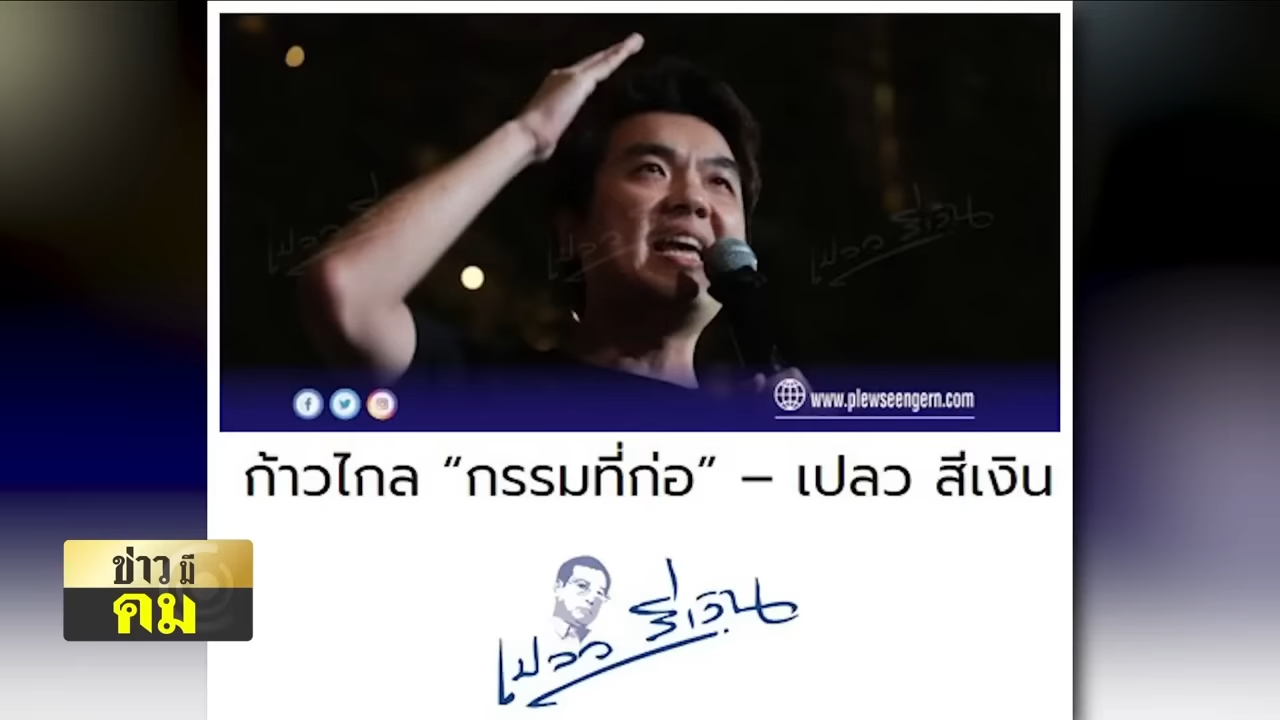 www.plewseengern.com
ก้าวไกล “กรรมที่ก่อ” – เปลว สีเงิน
ข่าวมี
คม
เปลว สีเงิน